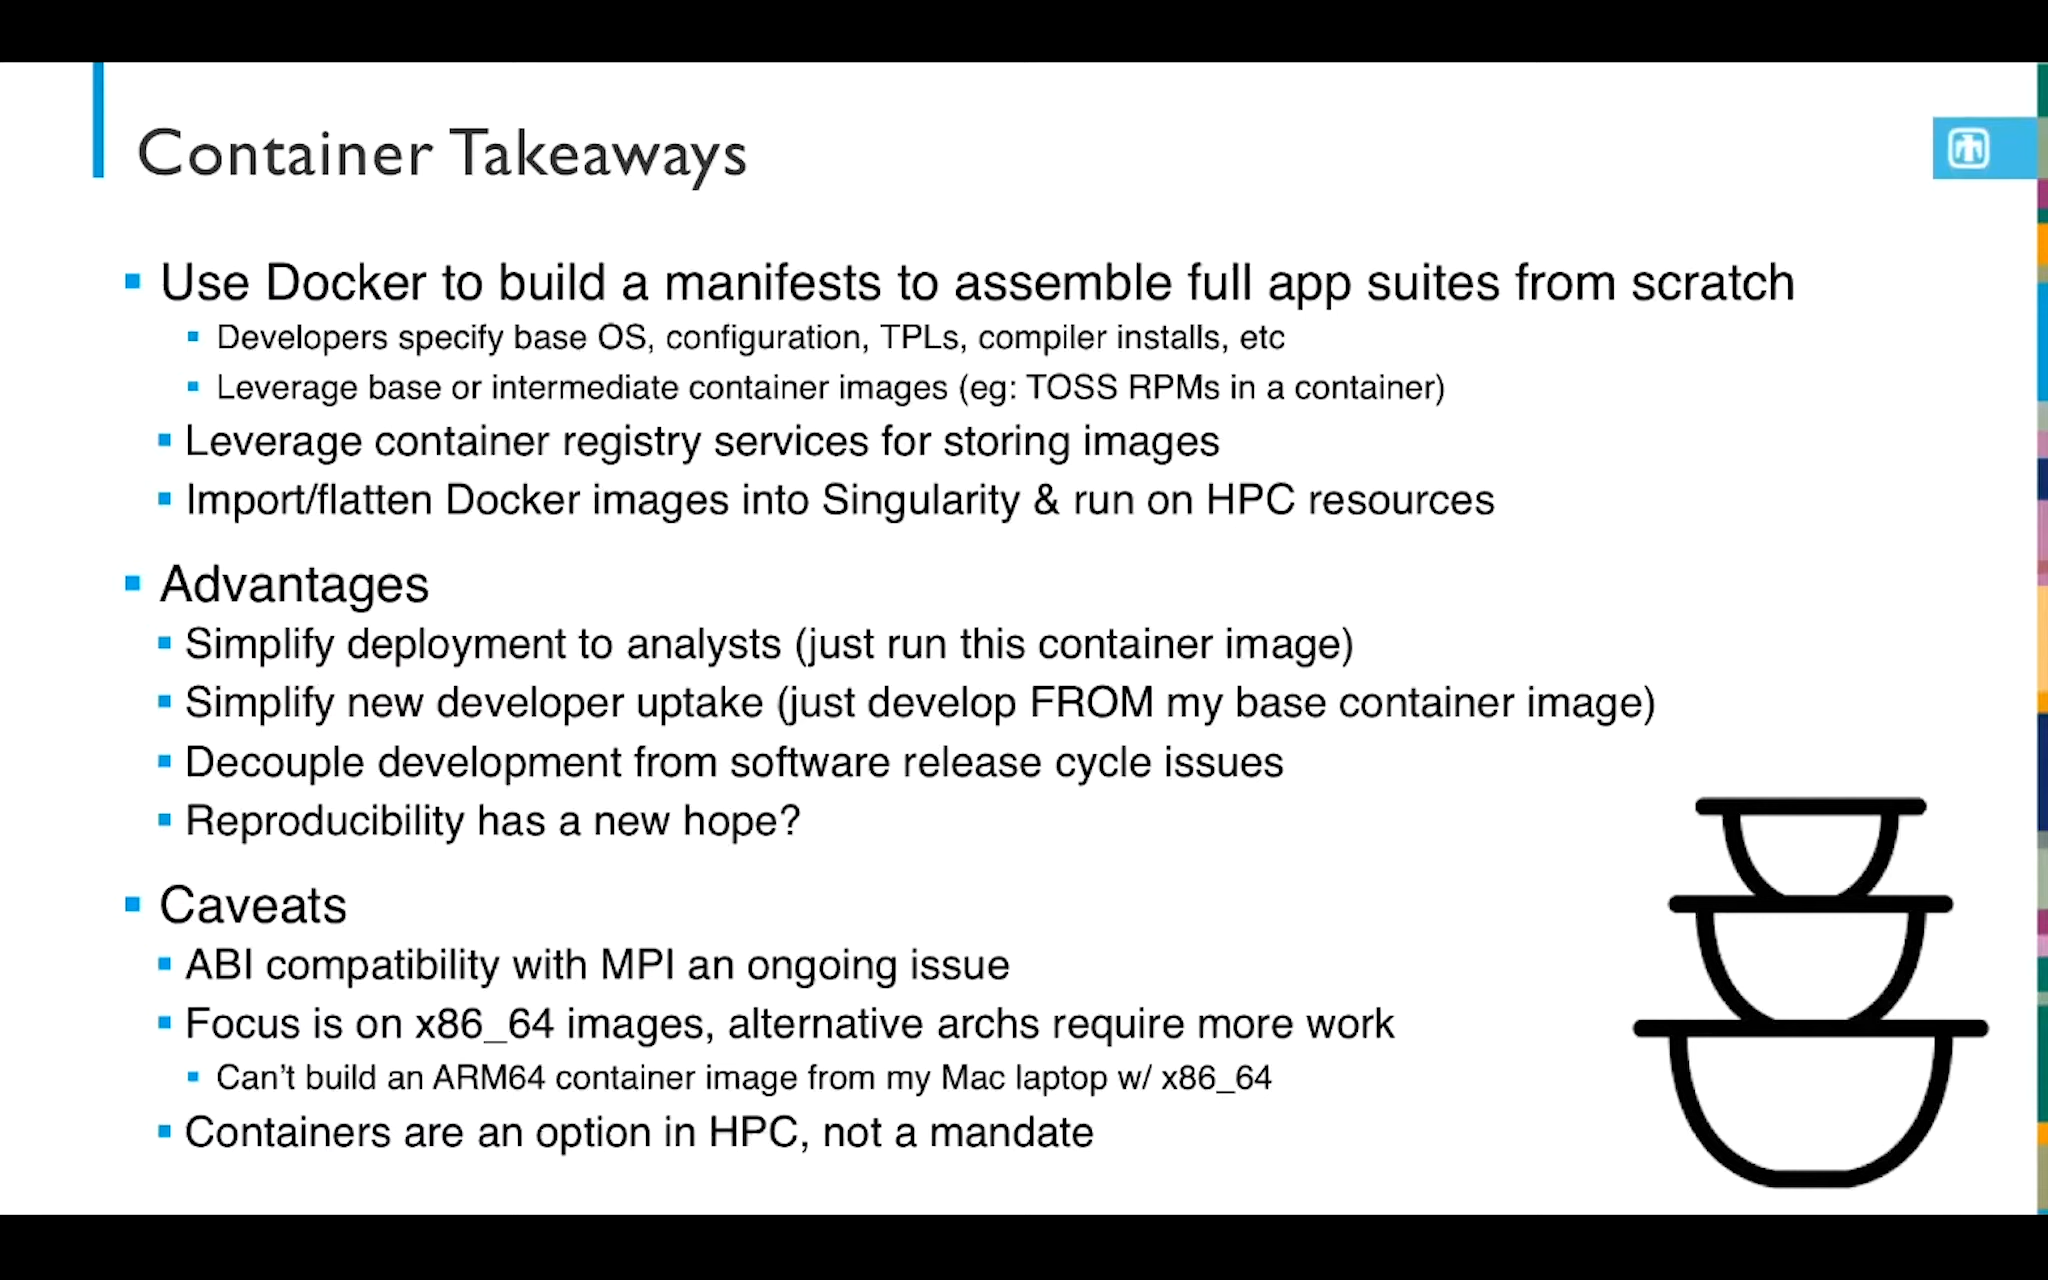 Container Takeaways
Use Docker to build a manifests to assemble full app suites from scratch
Developers specify base OS, configuration, TPLs, compiler installs, etc
Leverage base or intermediate container images (eg: TOSS RPMs in a container)
Leverage container registry services for storing images
Import/flatten Docker images into Singularity & run on HPC resources
Advantages
Simplify deployment to analysts (just run this container image)
Simplify new developer uptake (just develop FROM my base container image)
Decouple development from software release cycle issues
Reproducibility has a new hope?
Caveats
ABI compatibility with MPI an ongoing issue
Focus is on x86_64 images, alternative archs require more work
Can't build an ARM64 container image from my Mac laptop w/ x86_64
Containers are an option in HPC, not a mandate